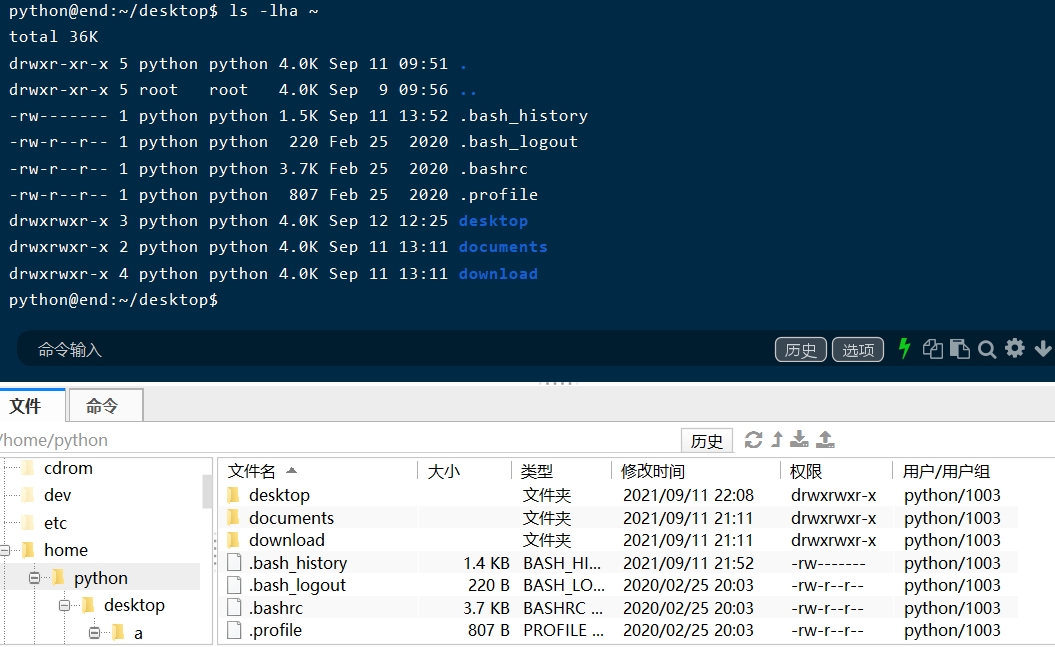 python@end:~/desktop$ ls -lha ~
total 36K
drwxr-xr-x 5 python python 4.0K Sep 11 09:51 .
drwxr-xr-x 5 root   root   4.0K Sep  9 09:56 ..
-rw------- 1 python python 1.5K Sep 11 13:52 .bash_history
-rw-r--r-- 1 python python  220 Feb 25  2020 .bash_logout
-rw-r--r-- 1 python python 3.7K Feb 25  2020 .bashrc
-rw-r--r-- 1 python python  807 Feb 25  2020 .profile
drwxrwxr-x 3 python python 4.0K Sep 12 12:25 desktop
drwxrwxr-x 2 python python 4.0K Sep 11 13:11 documents
drwxrwxr-x 4 python python 4.0K Sep 11 13:11 download
python@end:~/desktop$
命令输入 历史 选项
文件 命令
/home/python 历史
cdrom
dev
etc
home
python
desktop
a
文件名 大小 类型 修改时间 权限 用户/用户组
desktop 文件夹 2021/09/11 22:08 drwxrwxr-x python/1003
documents 文件夹 2021/09/11 21:11 drwxrwxr-x python/1003
download 文件夹 2021/09/11 21:11 drwxrwxr-x python/1003
.bash_history 1.4 KB BASH_HI... 2021/09/11 21:52 -rw------- python/1003
.bash_logout 220 B BASH_LO... 2020/02/25 20:03 -rw-r--r-- python/1003
.bashrc 3.7 KB BASHRC ... 2020/02/25 20:03 -rw-r--r-- python/1003
.profile 807 B PROFILE ... 2020/02/25 20:03 -rw-r--r-- python/1003